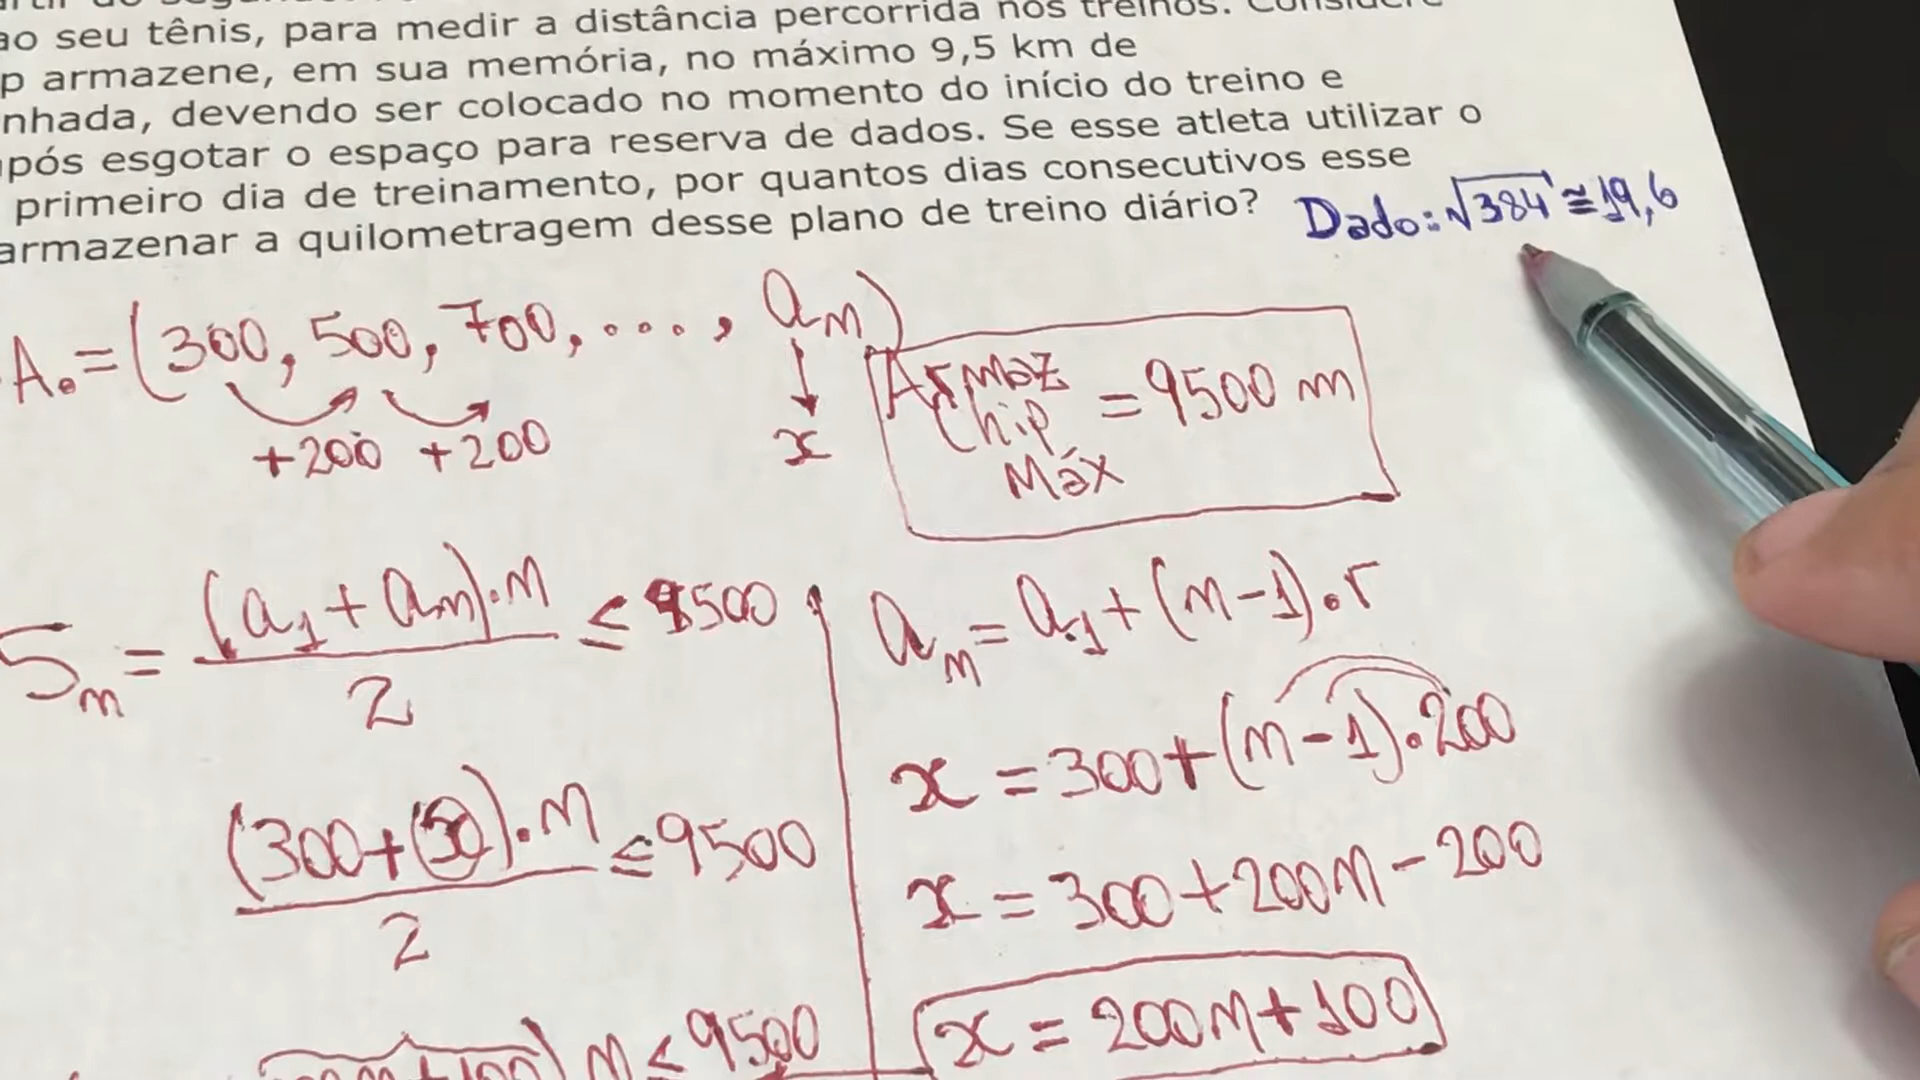 ao seu tênis, para medir a distância percorrida nos treinos. Considere
p armazene, em sua memória, no máximo 9,5 km de
nhada, devendo ser colocado no momento do início do treino e
pós esgotar o espaço para reserva de dados. Se esse atleta utilizar o
primeiro dia de treinamento, por quantos dias consecutivos esse
armazenar a quilometragem desse plano de treino diário?
Dado: √384 ≅ 19,6
A. = (300, 500, 700, ...., an)
+200 +200
x
Armaz
Chip = 9500 m
Máx
Sn = (a1 + an).n / 2 ≤ 9500
(300+x).n / 2 ≤ 9500
+100) n ≤ 9500
an = a1 + (n-1).r
x = 300+(n-1).200
x = 300+200n-200
x = 200n+100